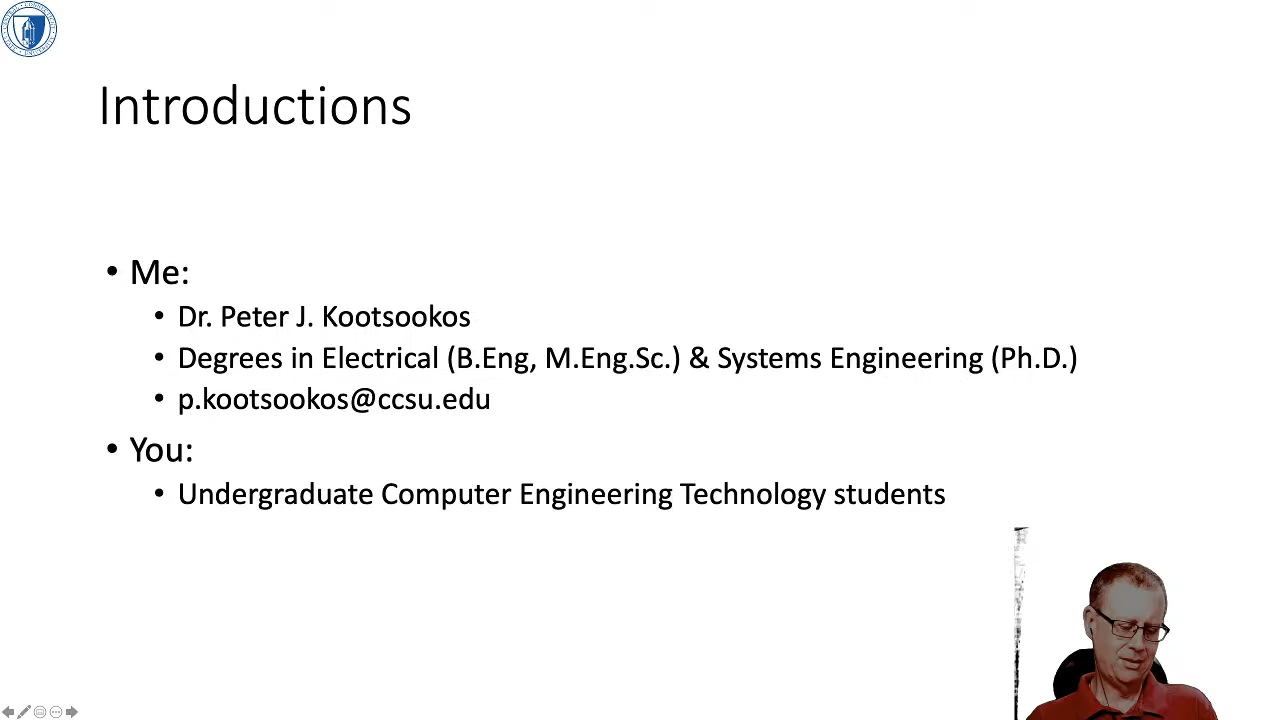 Introductions
• Me:
• Dr. Peter J. Kootsookos
• Degrees in Electrical (B.Eng, M.Eng.Sc.) & Systems Engineering (Ph.D.)
• p.kootsookos@ccsu.edu
• You:
• Undergraduate Computer Engineering Technology students